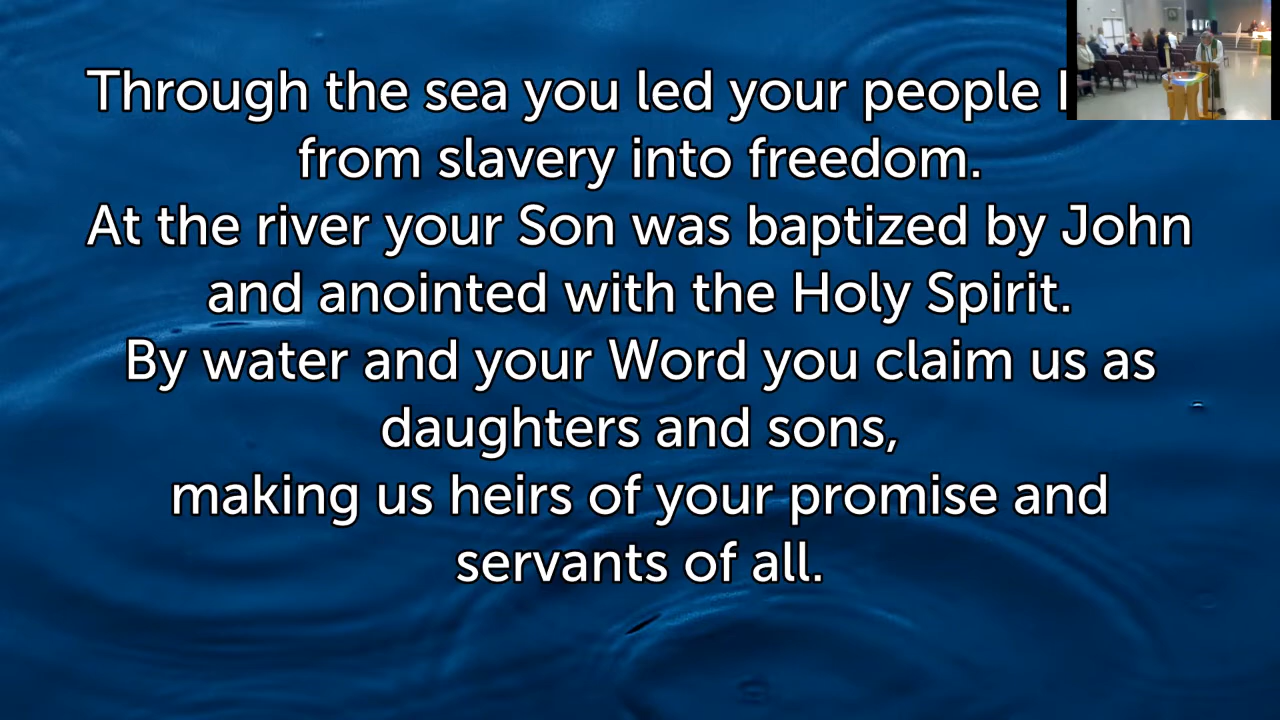 Through the sea you led your people
from slavery into freedom.
At the river your Son was baptized by John
and anointed with the Holy Spirit.
By water and your Word you claim us as
daughters and sons,
making us heirs of your promise and
servants of all.